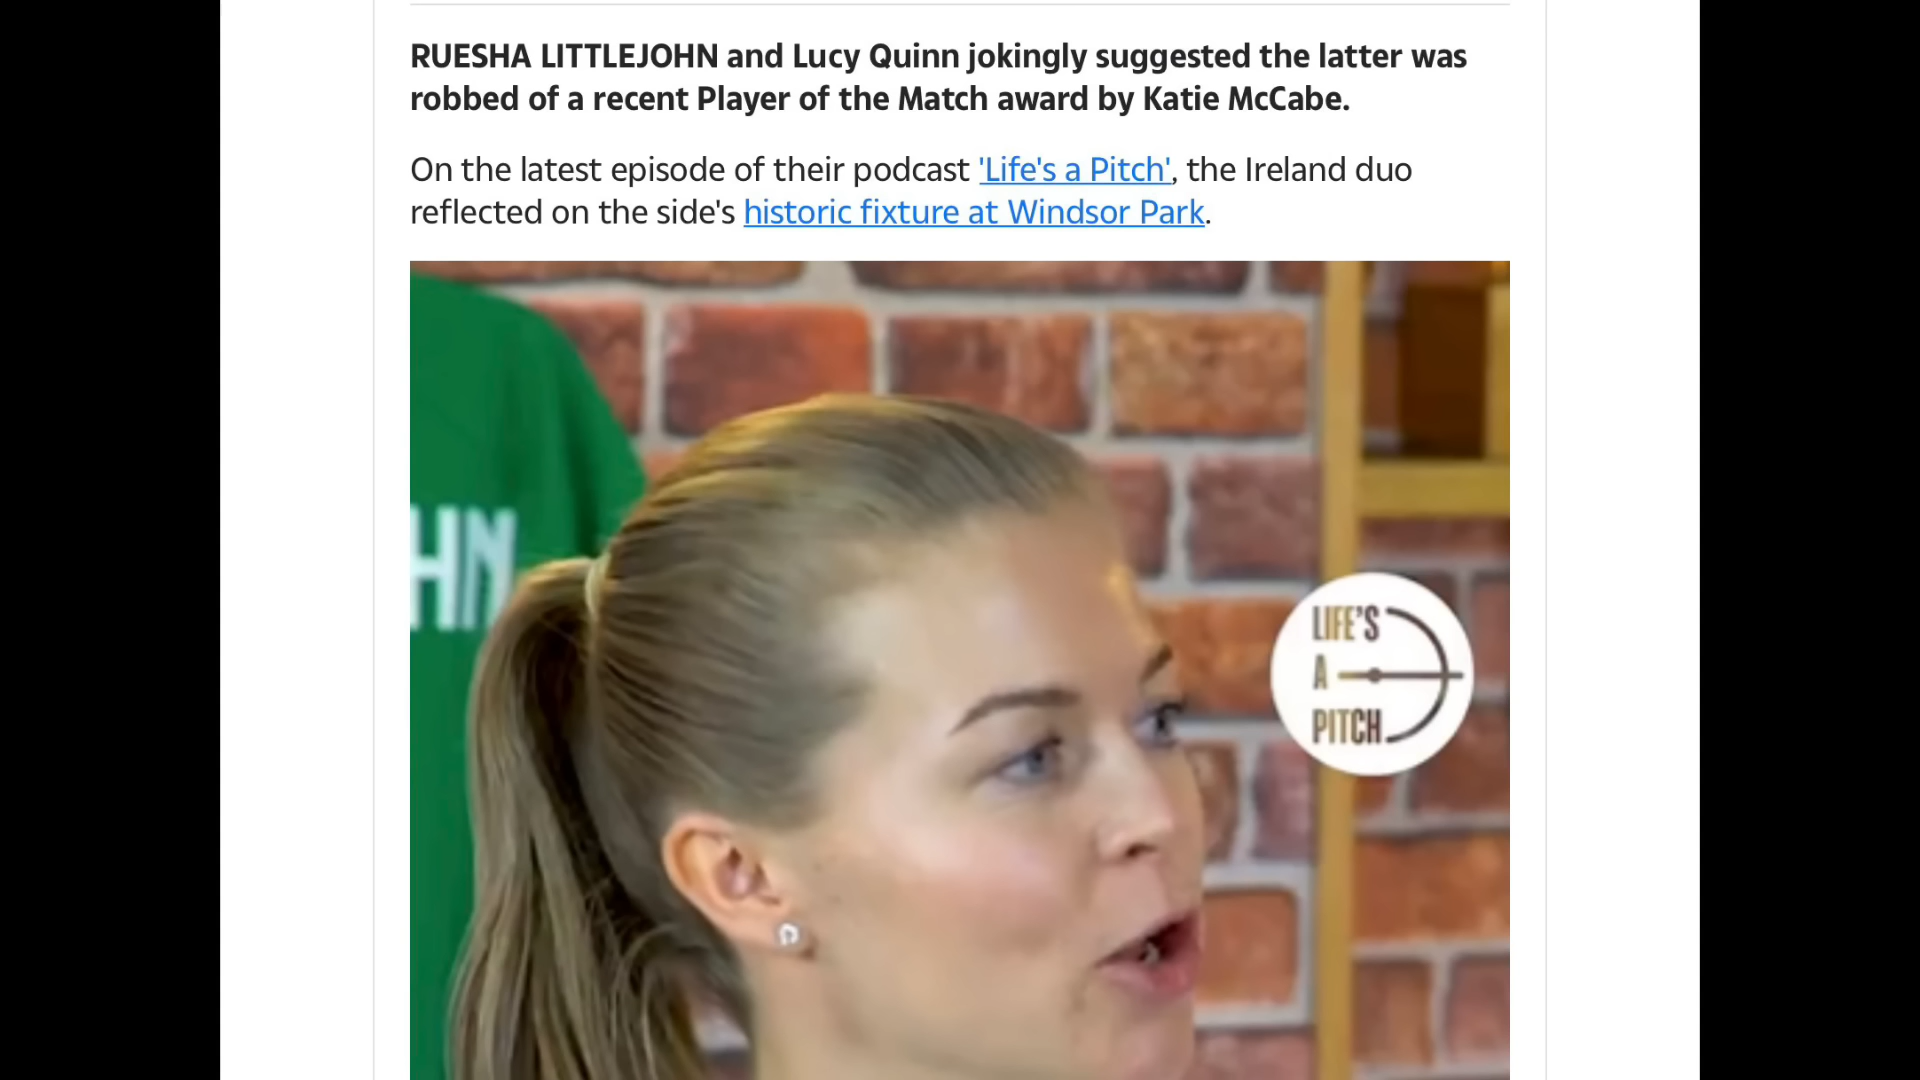 RUESHA LITTLEJOHN and Lucy Quinn jokingly suggested the latter was
robbed of a recent Player of the Match award by Katie McCabe.
On the latest episode of their podcast 'Life's a Pitch', the Ireland duo
reflected on the side's historic fixture at Windsor Park.
HN
LIFE'S
A
PITCH